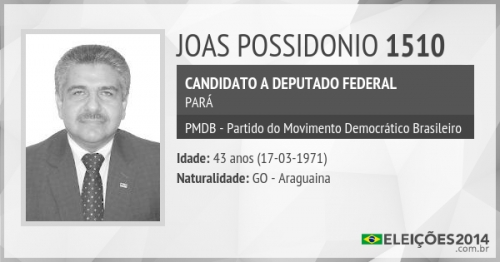 JOAS POSSIDONIO 1510
CANDIDATO A DEPUTADO FEDERAL
PARÁ
PMDB - Partido do Movimento Democrático Brasileiro
Idade: 43 anos (17-03-1971)
Naturalidade: GO - Araguaina
ELEIÇÕES2014
.com.br